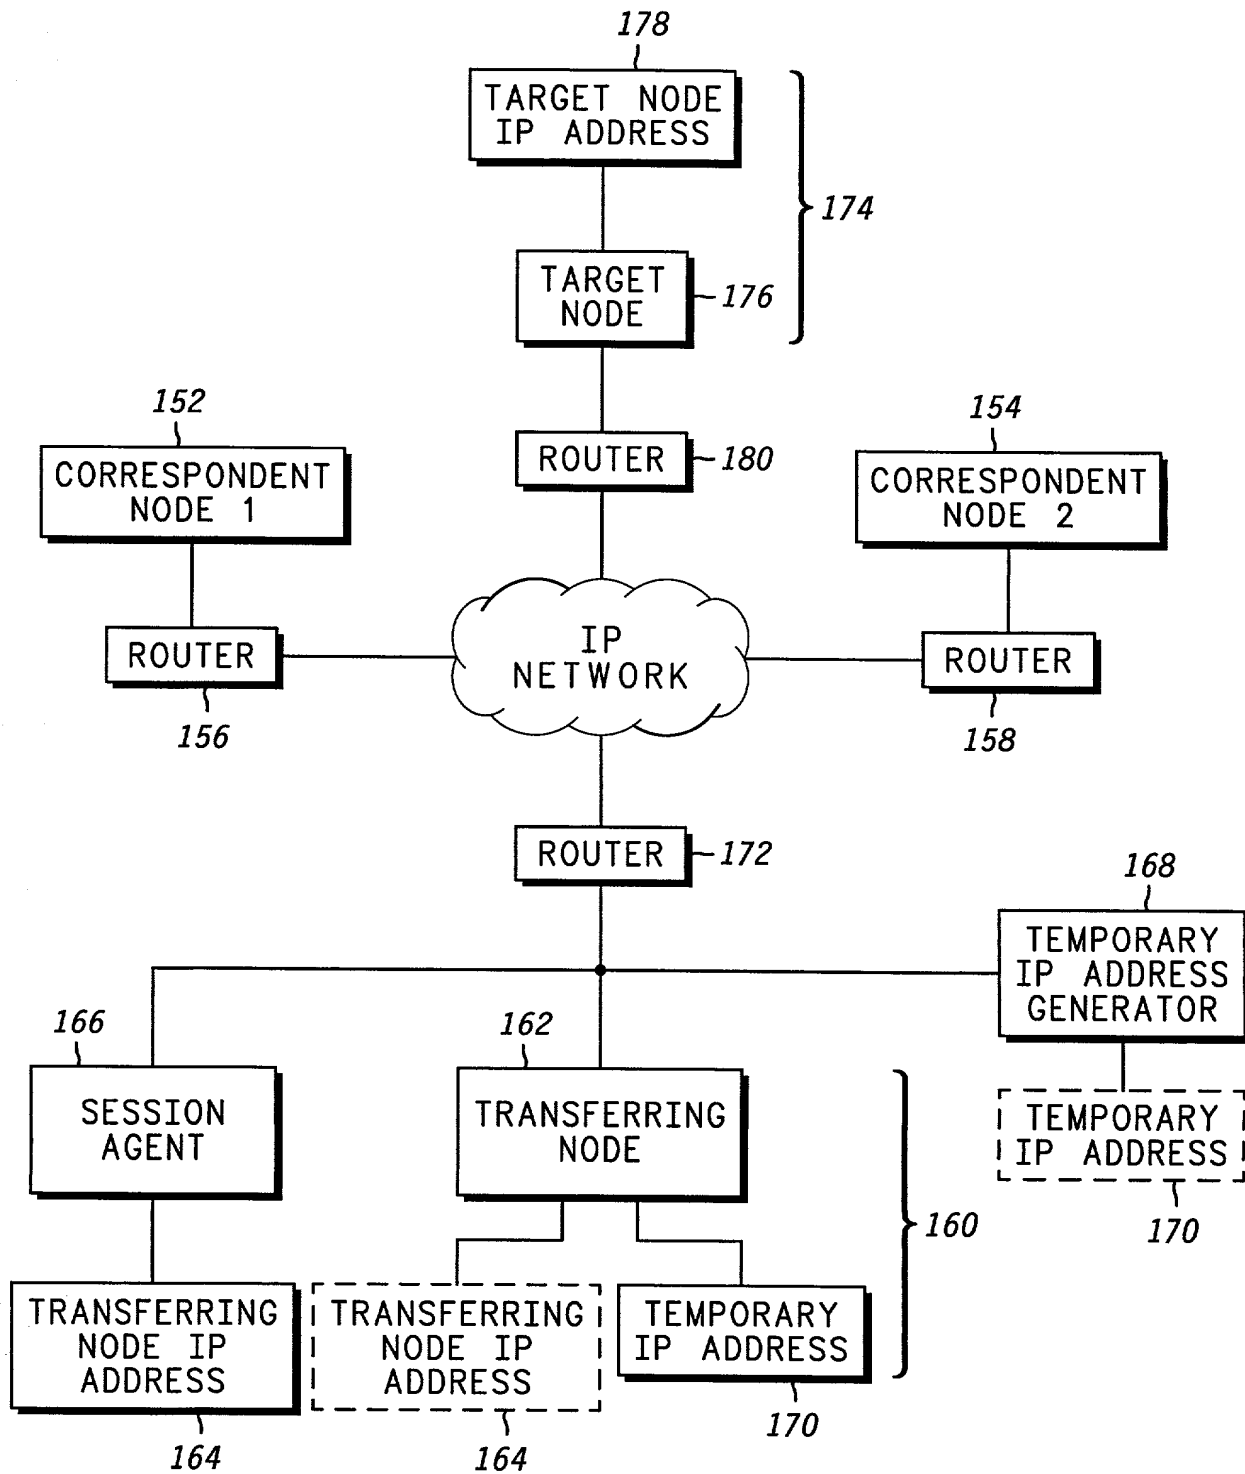 178
TARGET NODE
IP ADDRESS
174
TARGET
NODE
176
152
CORRESPONDENT
NODE 1
154
CORRESPONDENT
NODE 2
ROUTER
180
ROUTER
156
IP
NETWORK
ROUTER
158
ROUTER
172
168
TEMPORARY
IP ADDRESS
GENERATOR
166
SESSION
AGENT
162
TRANSFERRING
NODE
TEMPORARY
IP ADDRESS
170
160
TRANSFERRING
NODE IP
ADDRESS
164
TRANSFERRING
NODE IP
ADDRESS
164
TEMPORARY
IP ADDRESS
170